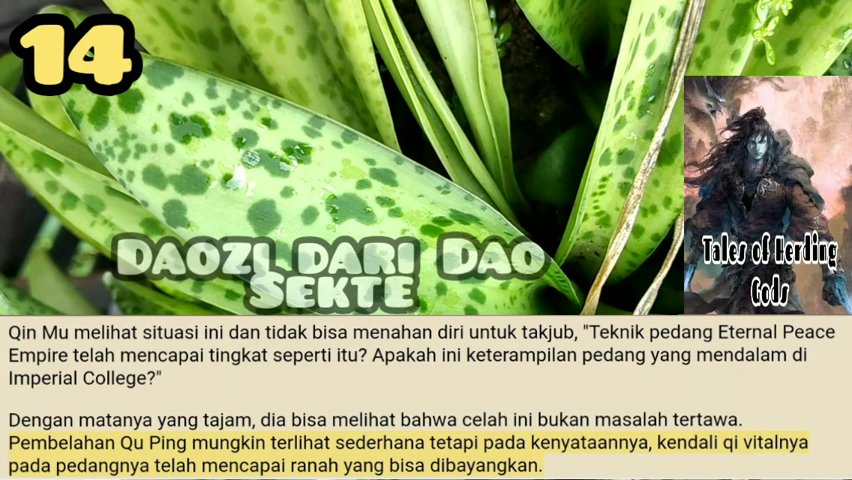 14
Daozi dari Dao
Sekte
Tales of Herding
Gods
Qin Mu melihat situasi ini dan tidak bisa menahan diri untuk takjub, "Teknik pedang Eternal Peace
Empire telah mencapai tingkat seperti itu? Apakah ini keterampilan pedang yang mendalam di
Imperial College?"
Dengan matanya yang tajam, dia bisa melihat bahwa celah ini bukan masalah tertawa.
Pembelahan Qu Ping mungkin terlihat sederhana tetapi pada kenyataannya, kendali qi vitalnya
pada pedangnya telah mencapai ranah yang bisa dibayangkan.